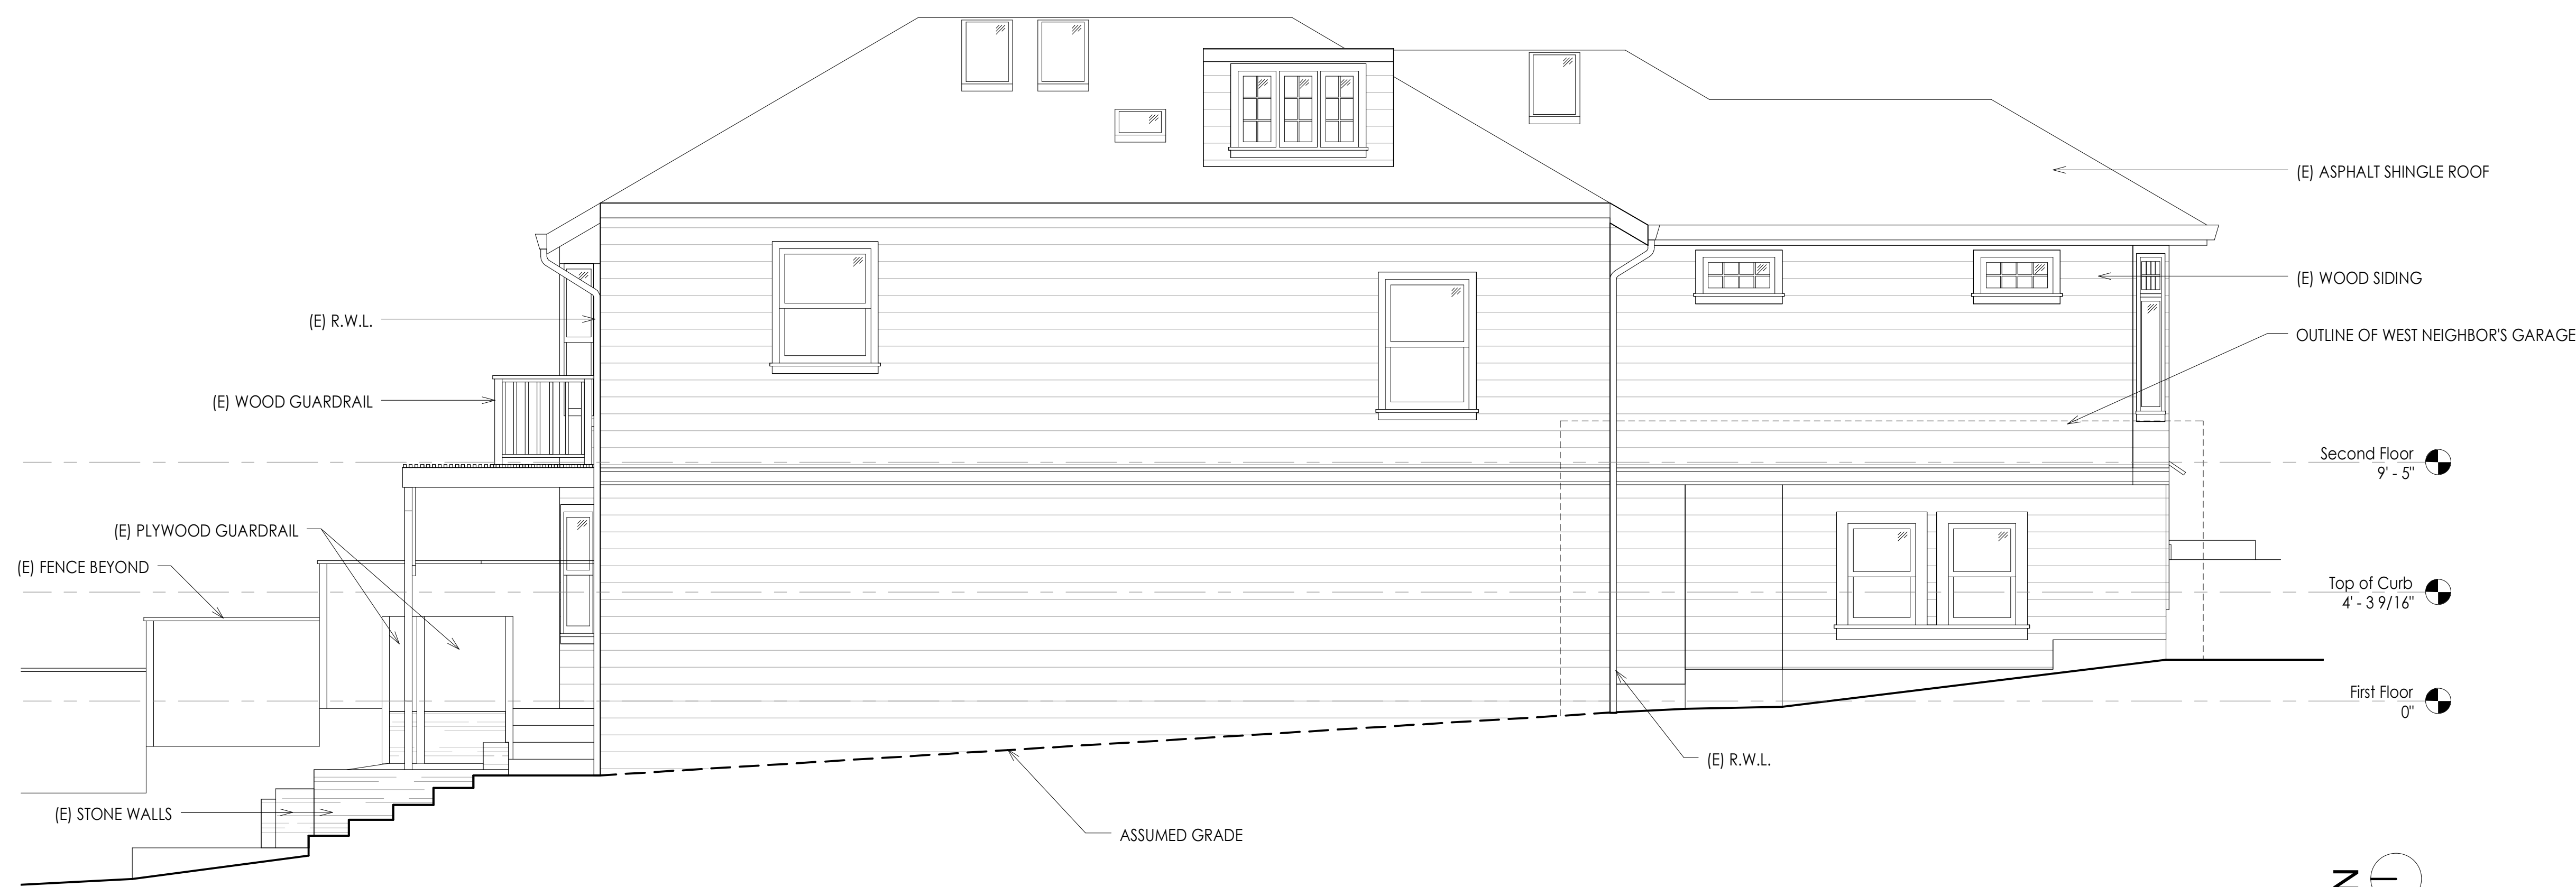 (E) ASPHALT SHINGLE ROOF
(E) WOOD SIDING
(E) R.W.L.
OUTLINE OF WEST NEIGHBOR'S GARAGE
(E) WOOD GUARDRAIL
Second Floor
9' - 5"
(E) PLYWOOD GUARDRAIL
(E) FENCE BEYOND
Top of Curb
4' - 3 9/16"
First Floor
0"
(E) R.W.L.
(E) STONE WALLS
ASSUMED GRADE
N